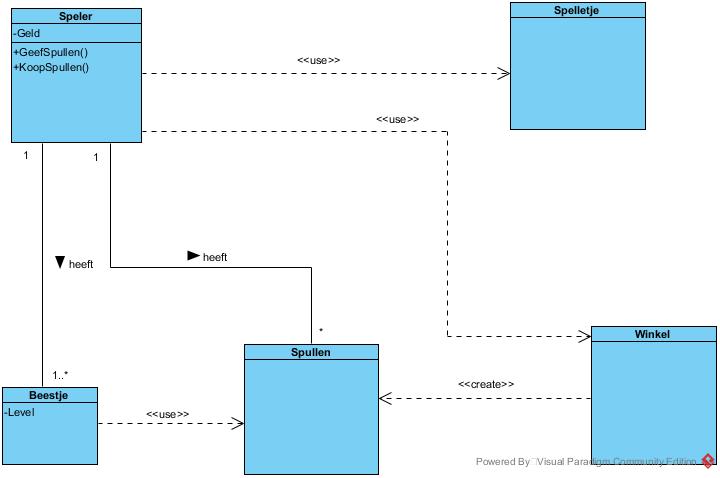 Speler
-Geld
+GeefSpullen()
+KoopSpullen()
Spelletje
<<use>>
<<use>>
1
1
heeft
heeft
*
1..*
Beestje
-Level
<<use>>
Spullen
<<create>>
Winkel
Powered By Visual Paradigm Community Edition